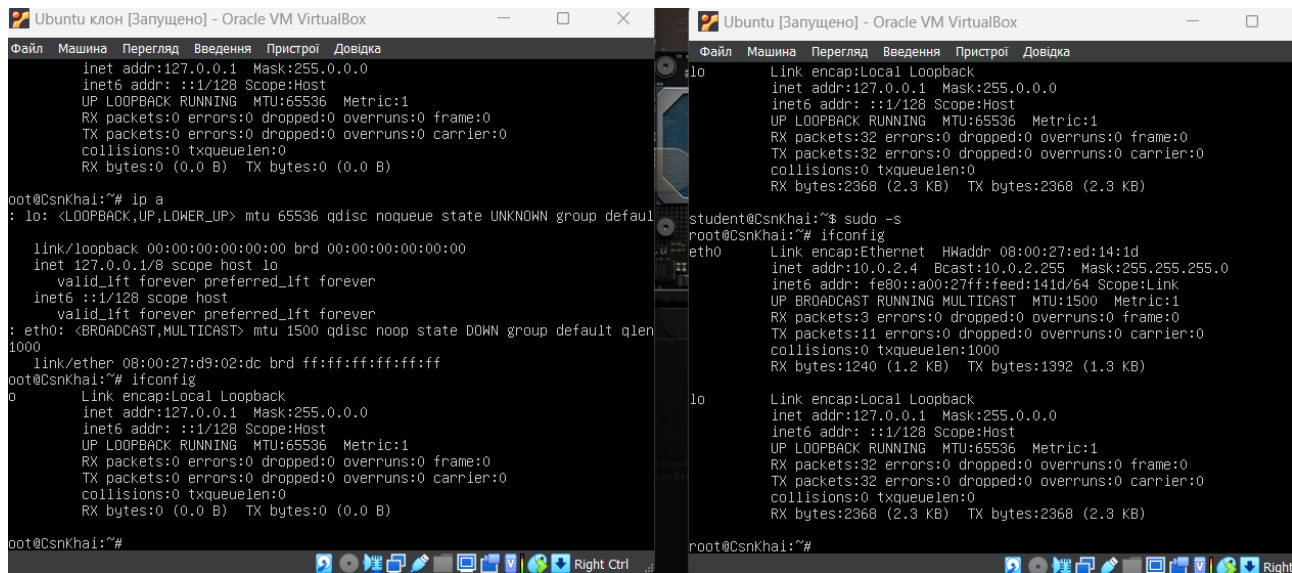 Ubuntu клон [Запущено] - Oracle VM VirtualBox
Файл Машина Перегляд Введення Пристрої Довідка
inet addr:127.0.0.1 Mask:255.0.0.0
inet6 addr: ::1/128 Scope:Host
UP LOOPBACK RUNNING MTU:65536 Metric:1
RX packets:0 errors:0 dropped:0 overruns:0 frame:0
TX packets:0 errors:0 dropped:0 overruns:0 carrier:0
collisions:0 txqueuelen:0
RX bytes:0 (0.0 B) TX bytes:0 (0.0 B)
oot@CsnKhai:~# ip a
: lo: <LOOPBACK,UP,LOWER_UP> mtu 65536 qdisc noqueue state UNKNOWN group defaul
link/loopback 00:00:00:00:00:00 brd 00:00:00:00:00:00
inet 127.0.0.1/8 scope host lo
valid_lft forever preferred_lft forever
inet6 ::1/128 scope host
valid_lft forever preferred_lft forever
: eth0: <BROADCAST,MULTICAST> mtu 1500 qdisc noop state DOWN group default qlen
1000
link/ether 08:00:27:d9:02:dc brd ff:ff:ff:ff:ff:ff
oot@CsnKhai:~# ifconfig
o Link encap:Local Loopback
inet addr:127.0.0.1 Mask:255.0.0.0
inet6 addr: ::1/128 Scope:Host
UP LOOPBACK RUNNING MTU:65536 Metric:1
RX packets:0 errors:0 dropped:0 overruns:0 frame:0
TX packets:0 errors:0 dropped:0 overruns:0 carrier:0
collisions:0 txqueuelen:0
RX bytes:0 (0.0 B) TX bytes:0 (0.0 B)
oot@CsnKhai:~#
Right Ctrl
Ubuntu [Запущено] - Oracle VM VirtualBox
Файл Машина Перегляд Введення Пристрої Довідка
lo Link encap:Local Loopback
inet addr:127.0.0.1 Mask:255.0.0.0
inet6 addr: ::1/128 Scope:Host
UP LOOPBACK RUNNING MTU:65536 Metric:1
RX packets:32 errors:0 dropped:0 overruns:0 frame:0
TX packets:32 errors:0 dropped:0 overruns:0 carrier:0
collisions:0 txqueuelen:0
RX bytes:2368 (2.3 KB) TX bytes:2368 (2.3 KB)
student@CsnKhai:~$ sudo -s
root@CsnKhai:~# ifconfig
eth0 Link encap:Ethernet HWaddr 08:00:27:ed:14:1d
inet addr:10.0.2.4 Bcast:10.0.2.255 Mask:255.255.255.0
inet6 addr: fe80::a00:27ff:feed:141d/64 Scope:Link
UP BROADCAST RUNNING MULTICAST MTU:1500 Metric:1
RX packets:3 errors:0 dropped:0 overruns:0 frame:0
TX packets:11 errors:0 dropped:0 overruns:0 carrier:0
collisions:0 txqueuelen:1000
RX bytes:1240 (1.2 KB) TX bytes:1392 (1.3 KB)
lo Link encap:Local Loopback
inet addr:127.0.0.1 Mask:255.0.0.0
inet6 addr: ::1/128 Scope:Host
UP LOOPBACK RUNNING MTU:65536 Metric:1
RX packets:32 errors:0 dropped:0 overruns:0 frame:0
TX packets:32 errors:0 dropped:0 overruns:0 carrier:0
collisions:0 txqueuelen:0
RX bytes:2368 (2.3 KB) TX bytes:2368 (2.3 KB)
root@CsnKhai:~#
Right